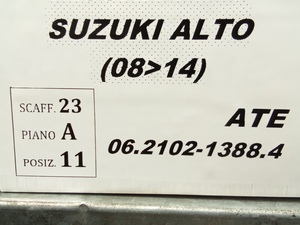 SUZUKI ALTO
(08>14)
SCAFF. 23
PIANO A
POSIZ. 11
ATE
06.2102-1388.4